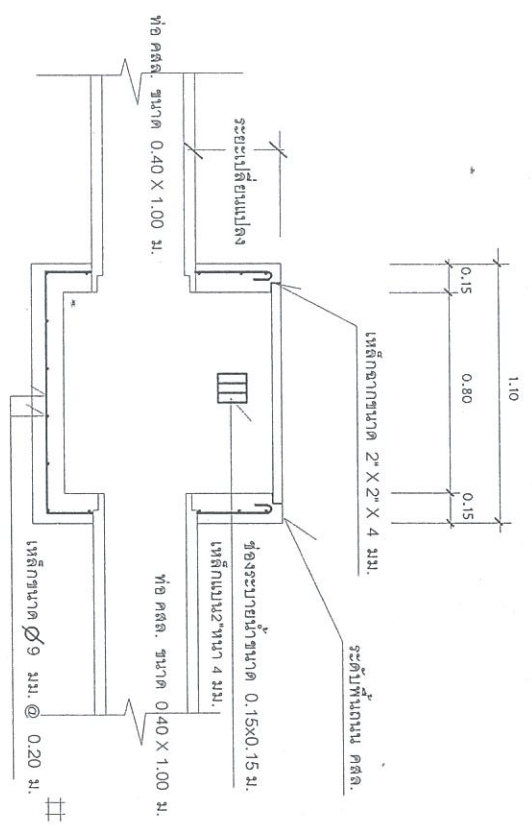 1.10
0.15
0.80
0.15
เหล็กฉากขนาด 2" X 2" X 4 มม.
ระดับพื้นถนน คสล.
ระยะเปลี่ยนแปลง
ช่องระบายน้ำขนาด 0.15x0.15 ม.
เหล็กแบน2"หนา 4 มม.
ท่อ คสล. ขนาด 0.40 X 1.00 ม.
ท่อ คสล. ขนาด 0.40 X 1.00 ม.
เหล็กขนาด Ø 9 มม. @ 0.20 ม. #